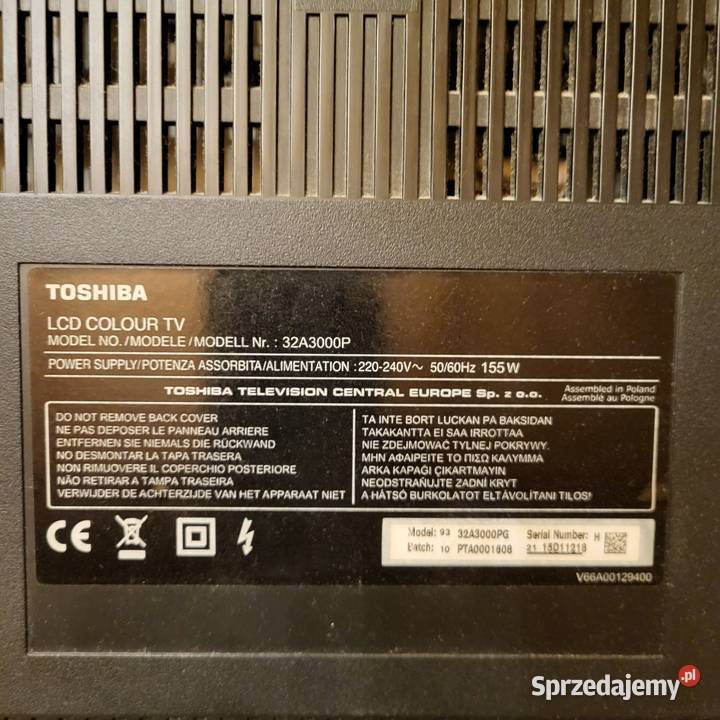 TOSHIBA
LCD COLOUR TV
MODEL NO./MODELE/MODELL Nr. : 32A3000P
POWER SUPPLY/POTENZA ASSORBITA/ALIMENTATION :220-240V~ 50/60Hz 155W
TOSHIBA TELEVISION CENTRAL EUROPE Sp. z o.o.
Assembled in Poland
Assemblé au Pologne
DO NOT REMOVE BACK COVER
NE PAS DEPOSER LE PANNEAU ARRIERE
ENTFERNEN SIE NIEMALS DIE RÜCKWAND
NO DESMONTAR LA TAPA TRASERA
NON RIMUOVERE IL COPERCHIO POSTERIORE
NÃO RETIRAR A TAMPA TRASEIRA
VERWIJDER DE ACHTERZIJDE VAN HET APPARAAT NIET
TA INTE BORT LUCKAN PÅ BAKSIDAN
TAKAKANTTA EI SAA IRROTTAA
NIE ZDEJMOWAĆ TYLNEJ POKRYWY.
ΜΗΝ ΑΦΑΙΡΕΙΤΕ ΤΟ ΠΙΣΩ ΚΑΛΥΜΜΑ
ARKA KAPAĞI ÇIKARTMAYIN
NEODSTRAŇUJTE ZADNÍ KRYT
A HÁTSÓ BURKOLATOT ELTÁVOLÍTANI TILOS!
CE
Model: 93 32A3000PG Serial Number: H
Batch: 10 PTA0001808 21 15D11218
V66A00129400
Sprzedajemy.pl